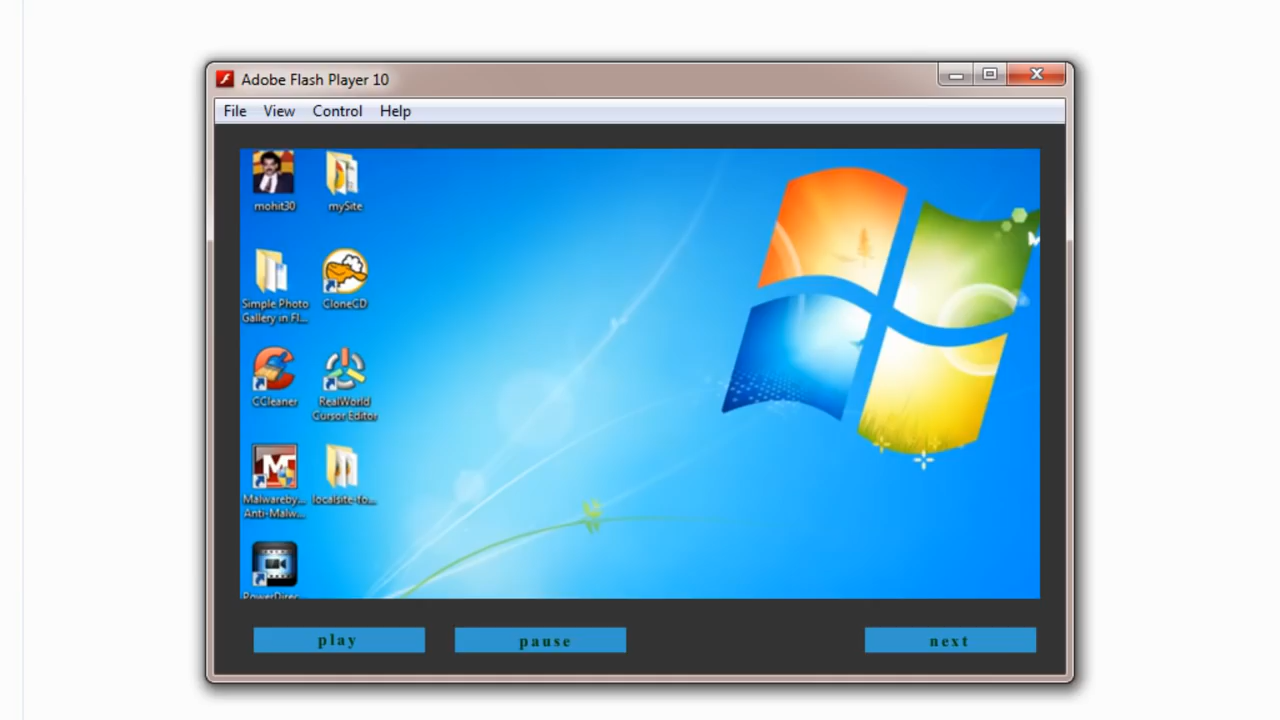 Adobe Flash Player 10
File View Control Help
mohit30 mySite
Simple Photo
Gallery in Fl...
CloneCD
CCleaner
RealWorld
Cursor Editor
Malwareby...
Anti-Malw...
localsite-fo...
PowerDirec...
play pause next